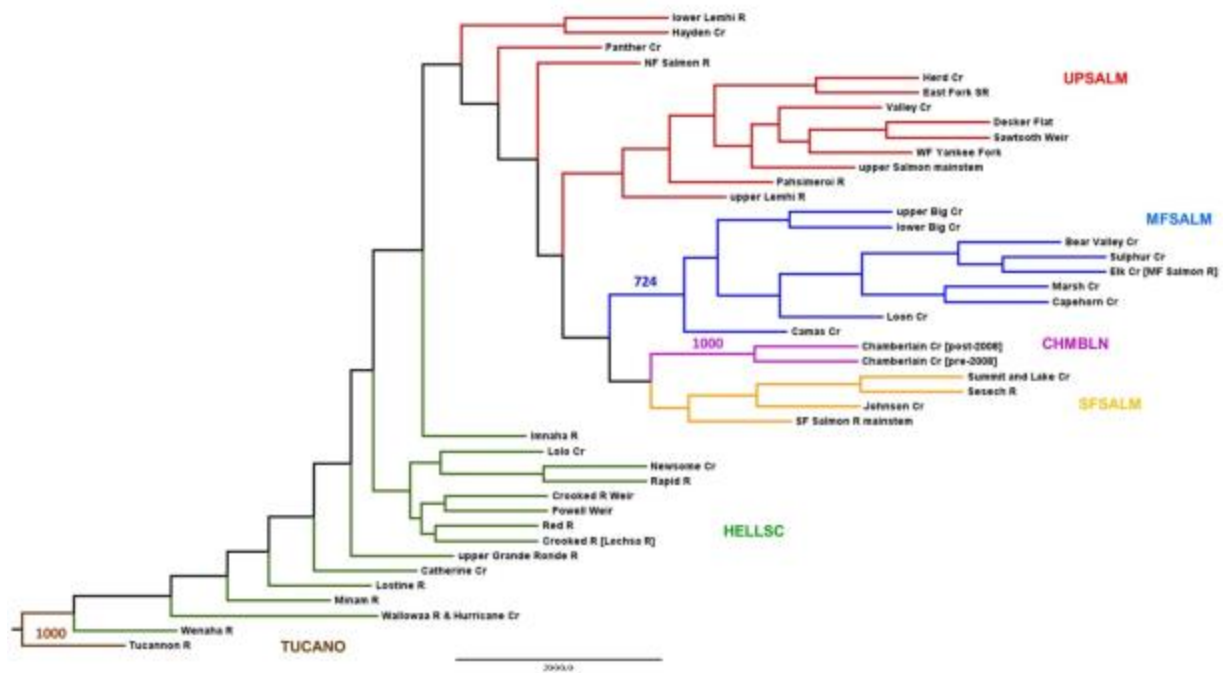 lower Lemhi R
Hayden Cr
Panther Cr
NF Salmon R
Herd Cr
UPSALM
East Fork SR
Valley Cr
Decker Flat
Sawtooth Weir
WF Yankee Fork
upper Salmon mainstem
Pahsimeroi R
upper Lemhi R
upper Big Cr
MFSALM
lower Big Cr
Bear Valley Cr
Sulphur Cr
Elk Cr [MF Salmon R]
724
Marsh Cr
Capehorn Cr
Loon Cr
Camas Cr
1000
Chamberlain Cr [post-2008]
CHMBLN
Chamberlain Cr [pre-2008]
Summit and Lake Cr
Secesh R
SFSALM
Johnson Cr
SF Salmon R mainstem
Imnaha R
Lolo Cr
Newsome Cr
Rapid R
Crooked R Weir
Powell Weir
Red R
HELLSC
Crooked R [Lochsa R]
upper Grande Ronde R
Catherine Cr
Lostine R
Minam R
Wallowaa R & Hurricane Cr
Wenaha R
1000
Tucannon R
TUCANO